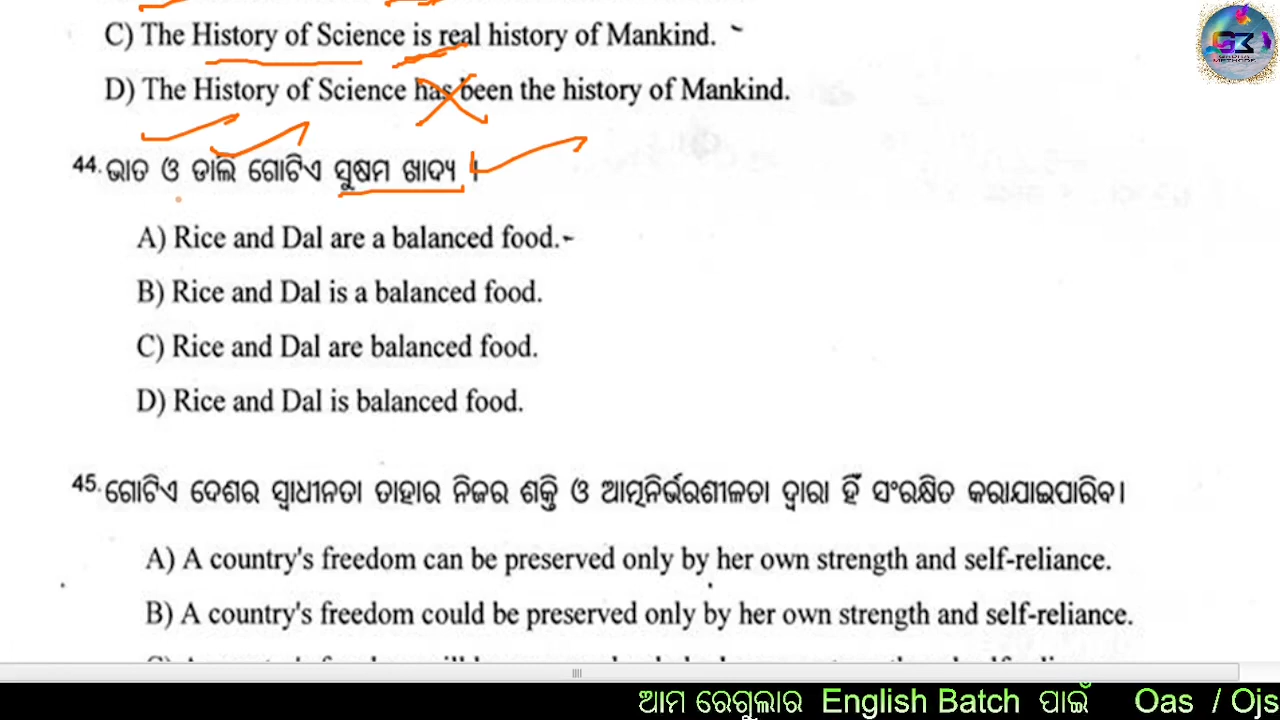 C) The History of Science is real history of Mankind.
D) The History of Science has been the history of Mankind.
44. ଭାତ ଓ ଡାଲି ଗୋଟିଏ ସୁଷମ ଖାଦ୍ୟ ।
A) Rice and Dal are a balanced food.
B) Rice and Dal is a balanced food.
C) Rice and Dal are balanced food.
D) Rice and Dal is balanced food.
45. ଗୋଟିଏ ଦେଶର ସ୍ୱାଧୀନତା ତାହାର ନିଜର ଶକ୍ତି ଓ ଆତ୍ମନିର୍ଭରଶୀଳତା ଦ୍ୱାରା ହିଁ ସଂରକ୍ଷିତ କରାଯାଇପାରିବ।
A) A country's freedom can be preserved only by her own strength and self-reliance.
B) A country's freedom could be preserved only by her own strength and self-reliance.
ଆମ ରେଗୁଲାର English Batch ପାଇଁ Oas / Ojs